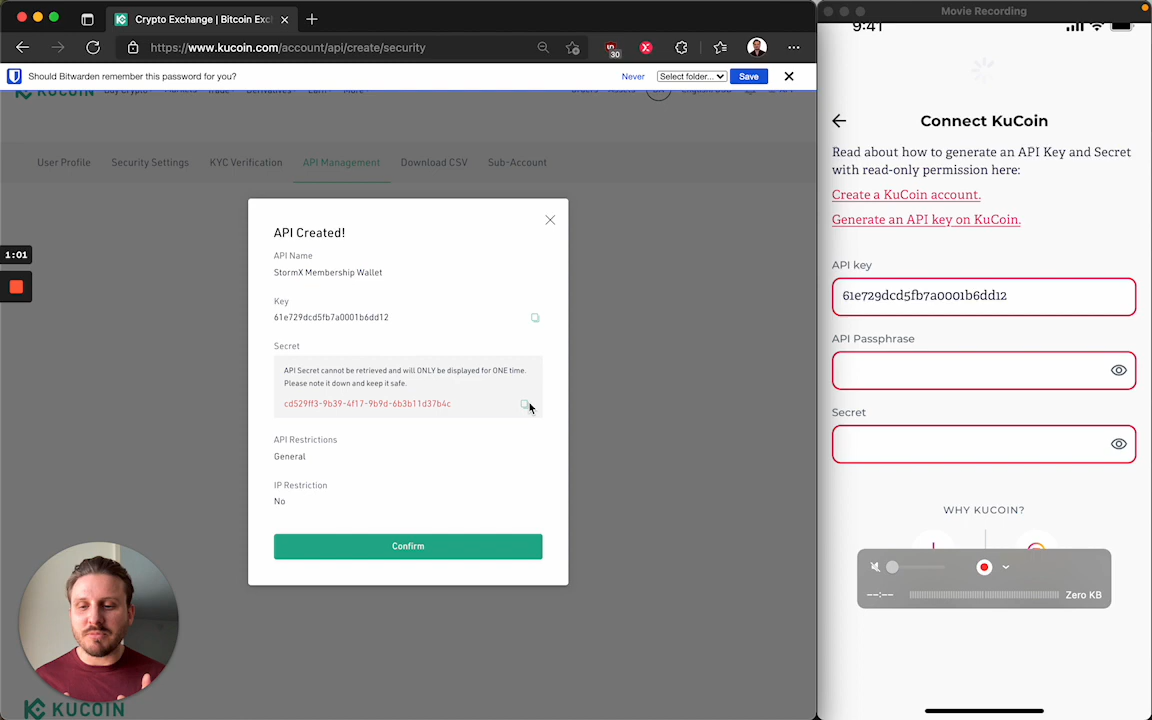 Crypto Exchange | Bitcoin Exc
https://www.kucoin.com/account/api/create/security
30
Should Bitwarden remember this password for you?
Never
Select folder...
Save
User Profile
Security Settings
KYC Verification
API Management
Download CSV
Sub-Account
1:01
API Created!
API Name
StormX Membership Wallet
Key
61e729dcd5fb7a0001b6dd12
Secret
API Secret cannot be retrieved and will ONLY be displayed for ONE time.
Please note it down and keep it safe.
cd529ff3-9b39-4f17-9b9d-6b3b11d37b4c
API Restrictions
General
IP Restriction
No
Confirm
KUCOIN
Movie Recording
9:41
Connect KuCoin
Read about how to generate an API Key and Secret
with read-only permission here:
Create a KuCoin account.
Generate an API key on KuCoin.
API key
61e729dcd5fb7a0001b6dd12
API Passphrase
Secret
WHY KUCOIN?
--:--
Zero KB